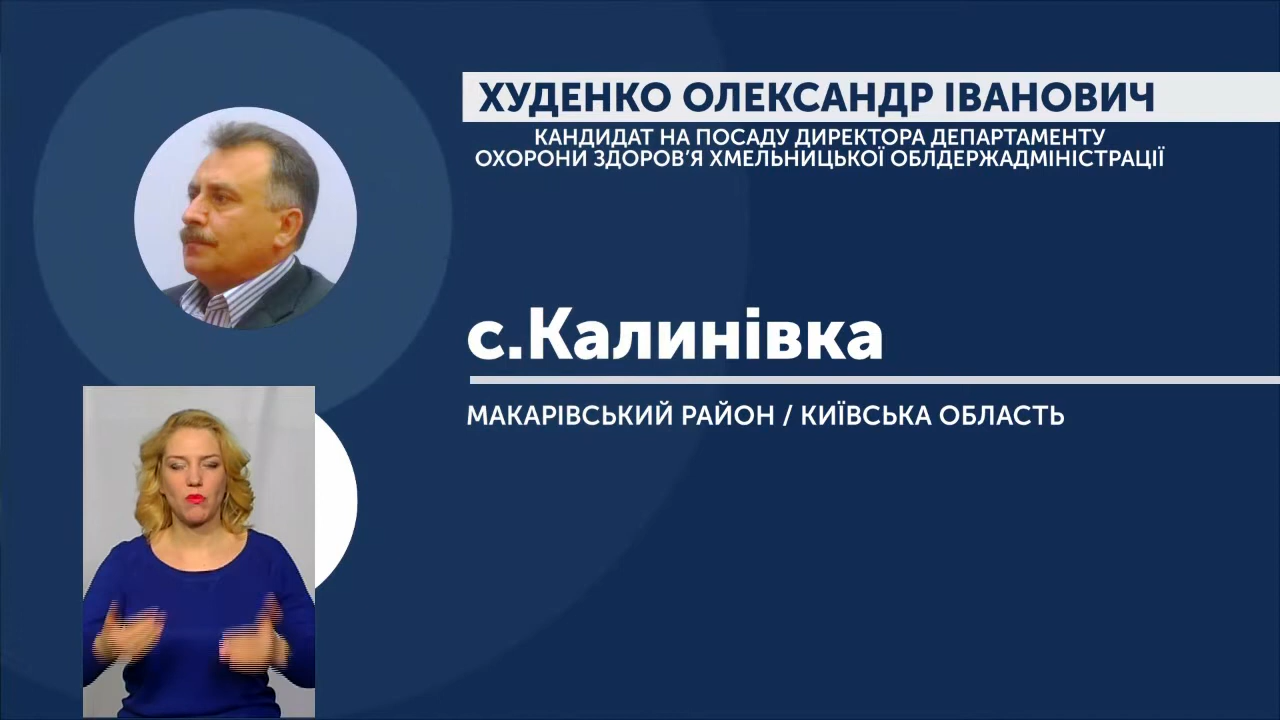 ХУДЕНКО ОЛЕКСАНДР ІВАНОВИЧ
КАНДИДАТ НА ПОСАДУ ДИРЕКТОРА ДЕПАРТАМЕНТУ
ОХОРОНИ ЗДОРОВ’Я ХМЕЛЬНИЦЬКОЇ ОБЛДЕРЖАДМІНІСТРАЦІЇ
с.Калинівка
МАКАРІВСЬКИЙ РАЙОН / КИЇВСЬКА ОБЛАСТЬ